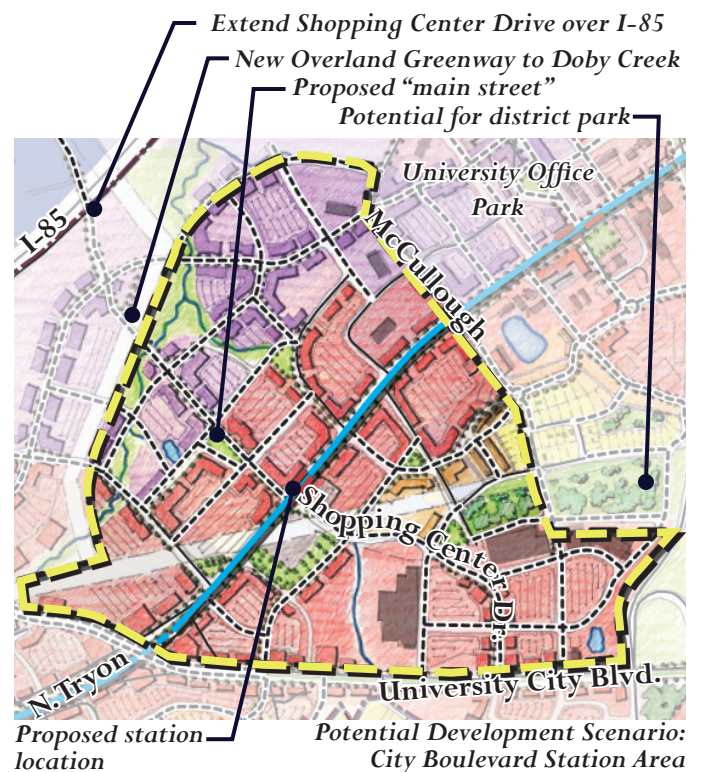 Extend Shopping Center Drive over I-85
New Overland Greenway to Doby Creek
Proposed “main street”
Potential for district park
University Office
Park
I-85
McCullough
Shopping Center Dr.
N. Tryon
University City Blvd.
Proposed station
location
Potential Development Scenario:
City Boulevard Station Area